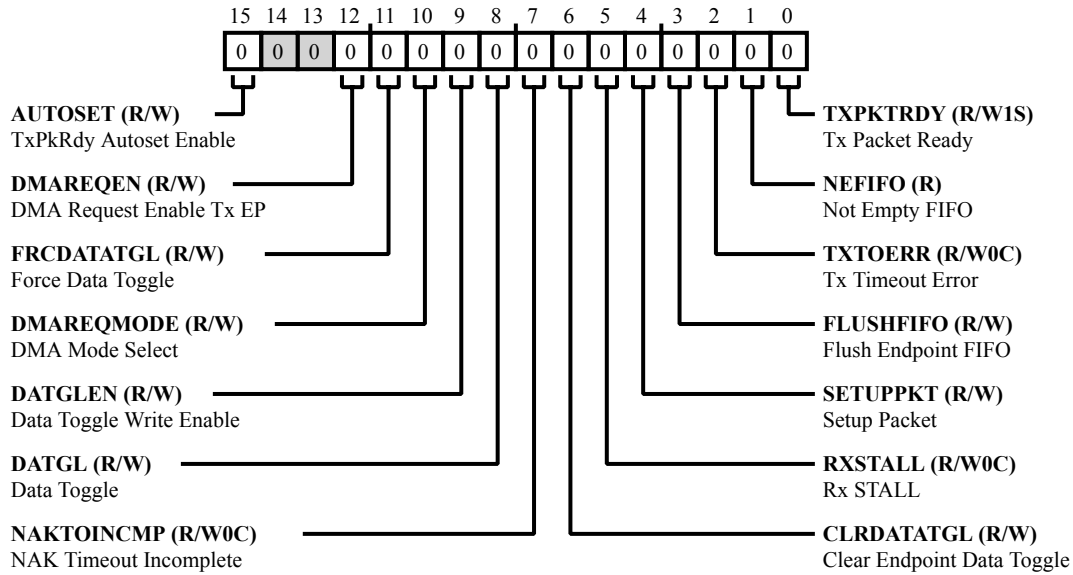 15 14 13 12 11 10 9 8 7 6 5 4 3 2 1 0
0 0 0 0 0 0 0 0 0 0 0 0 0 0 0 0
AUTOSET (R/W)
TxPkRdy Autoset Enable
DMAREQEN (R/W)
DMA Request Enable Tx EP
FRCDATATGL (R/W)
Force Data Toggle
DMAREQMODE (R/W)
DMA Mode Select
DATGLEN (R/W)
Data Toggle Write Enable
DATGL (R/W)
Data Toggle
NAKTOINCMP (R/W0C)
NAK Timeout Incomplete
TXPKTRDY (R/W1S)
Tx Packet Ready
NEFIFO (R)
Not Empty FIFO
TXTOERR (R/W0C)
Tx Timeout Error
FLUSHFIFO (R/W)
Flush Endpoint FIFO
SETUPPKT (R/W)
Setup Packet
RXSTALL (R/W0C)
Rx STALL
CLRDATATGL (R/W)
Clear Endpoint Data Toggle